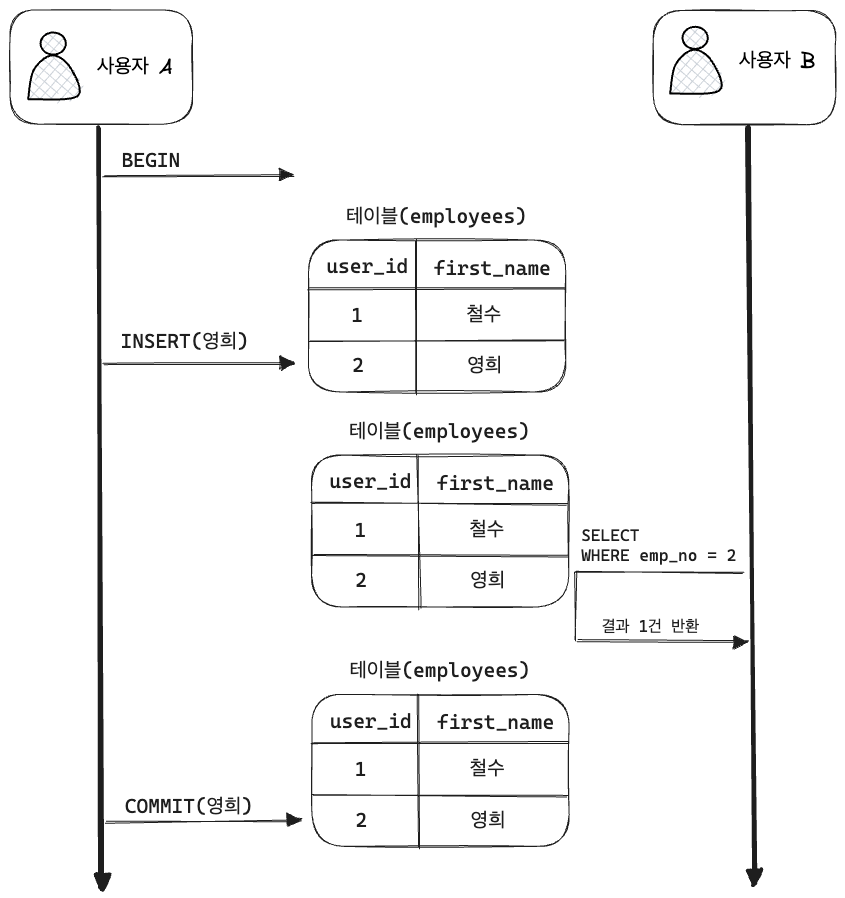 사용자 A
사용자 B
BEGIN
테이블(employees)
user_id first_name
1 철수
INSERT(영희)
2 영희
테이블(employees)
user_id first_name
1 철수
2 영희
SELECT
WHERE emp_no = 2
결과 1건 반환
테이블(employees)
user_id first_name
1 철수
COMMIT(영희)
2 영희